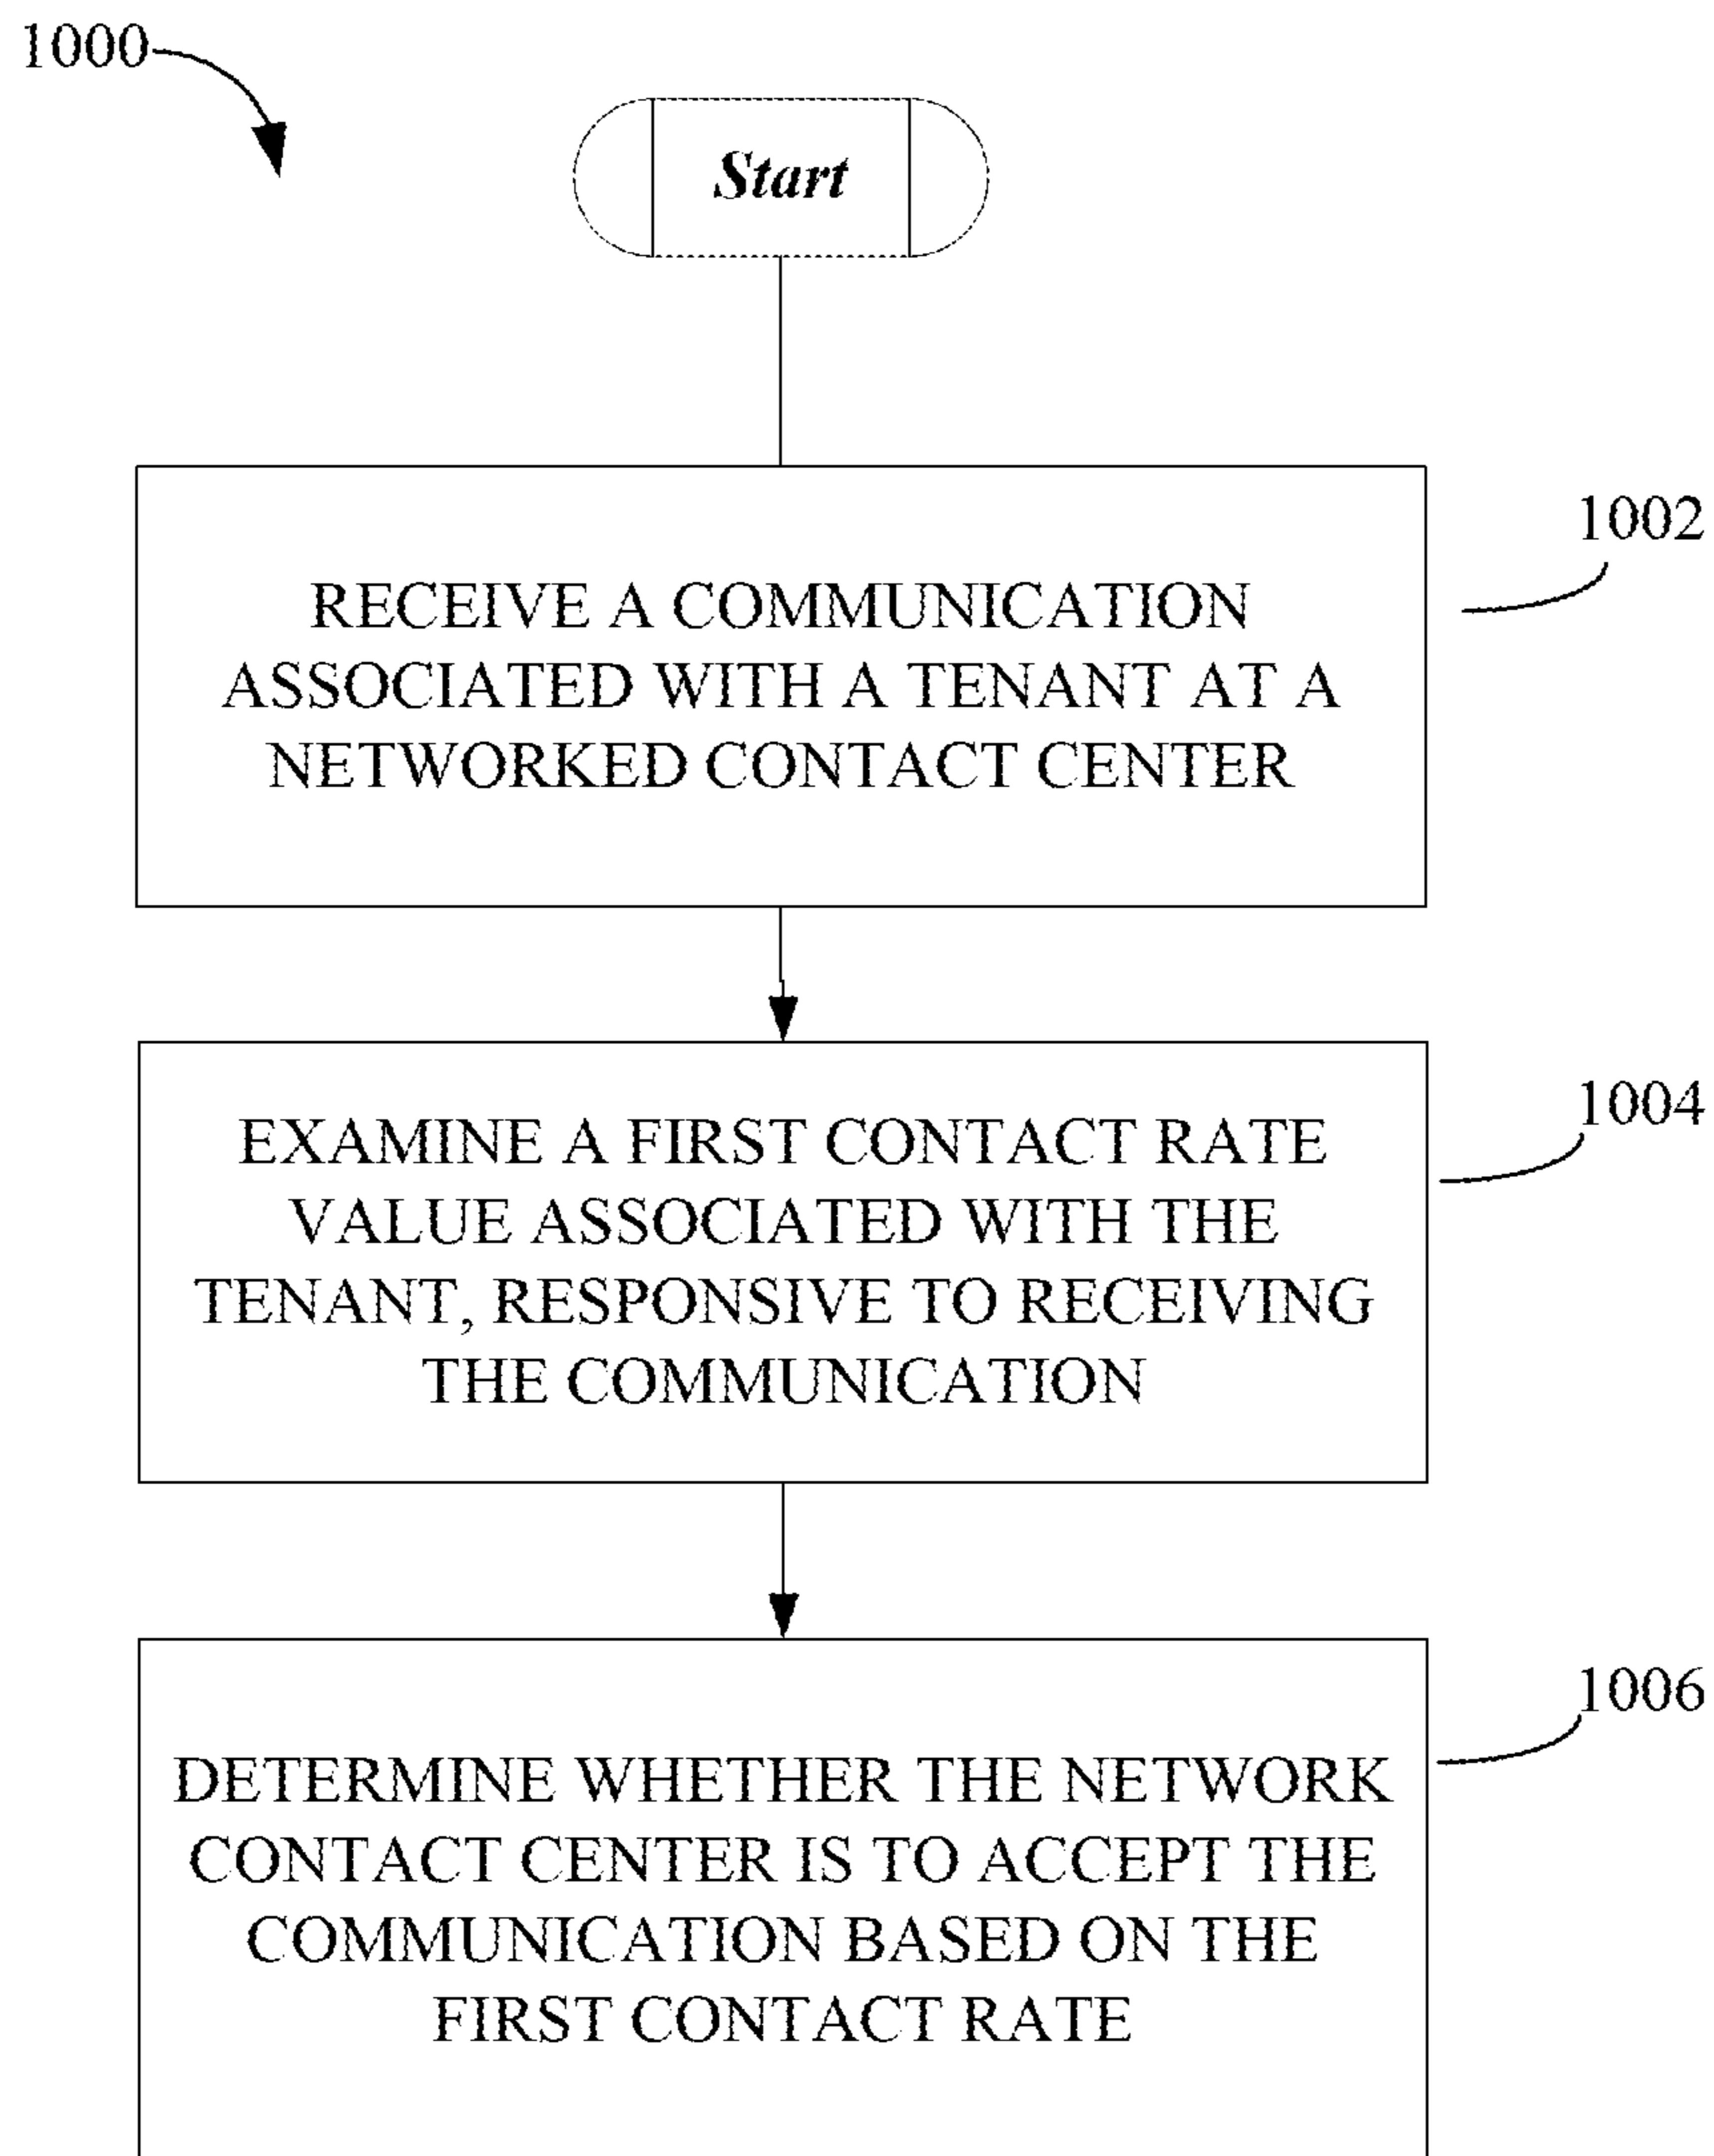 1000
Start
RECEIVE A COMMUNICATION
ASSOCIATED WITH A TENANT AT A
NETWORKED CONTACT CENTER
1002
EXAMINE A FIRST CONTACT RATE
VALUE ASSOCIATED WITH THE
TENANT, RESPONSIVE TO RECEIVING
THE COMMUNICATION
1004
DETERMINE WHETHER THE NETWORK
CONTACT CENTER IS TO ACCEPT THE
COMMUNICATION BASED ON THE
FIRST CONTACT RATE
1006